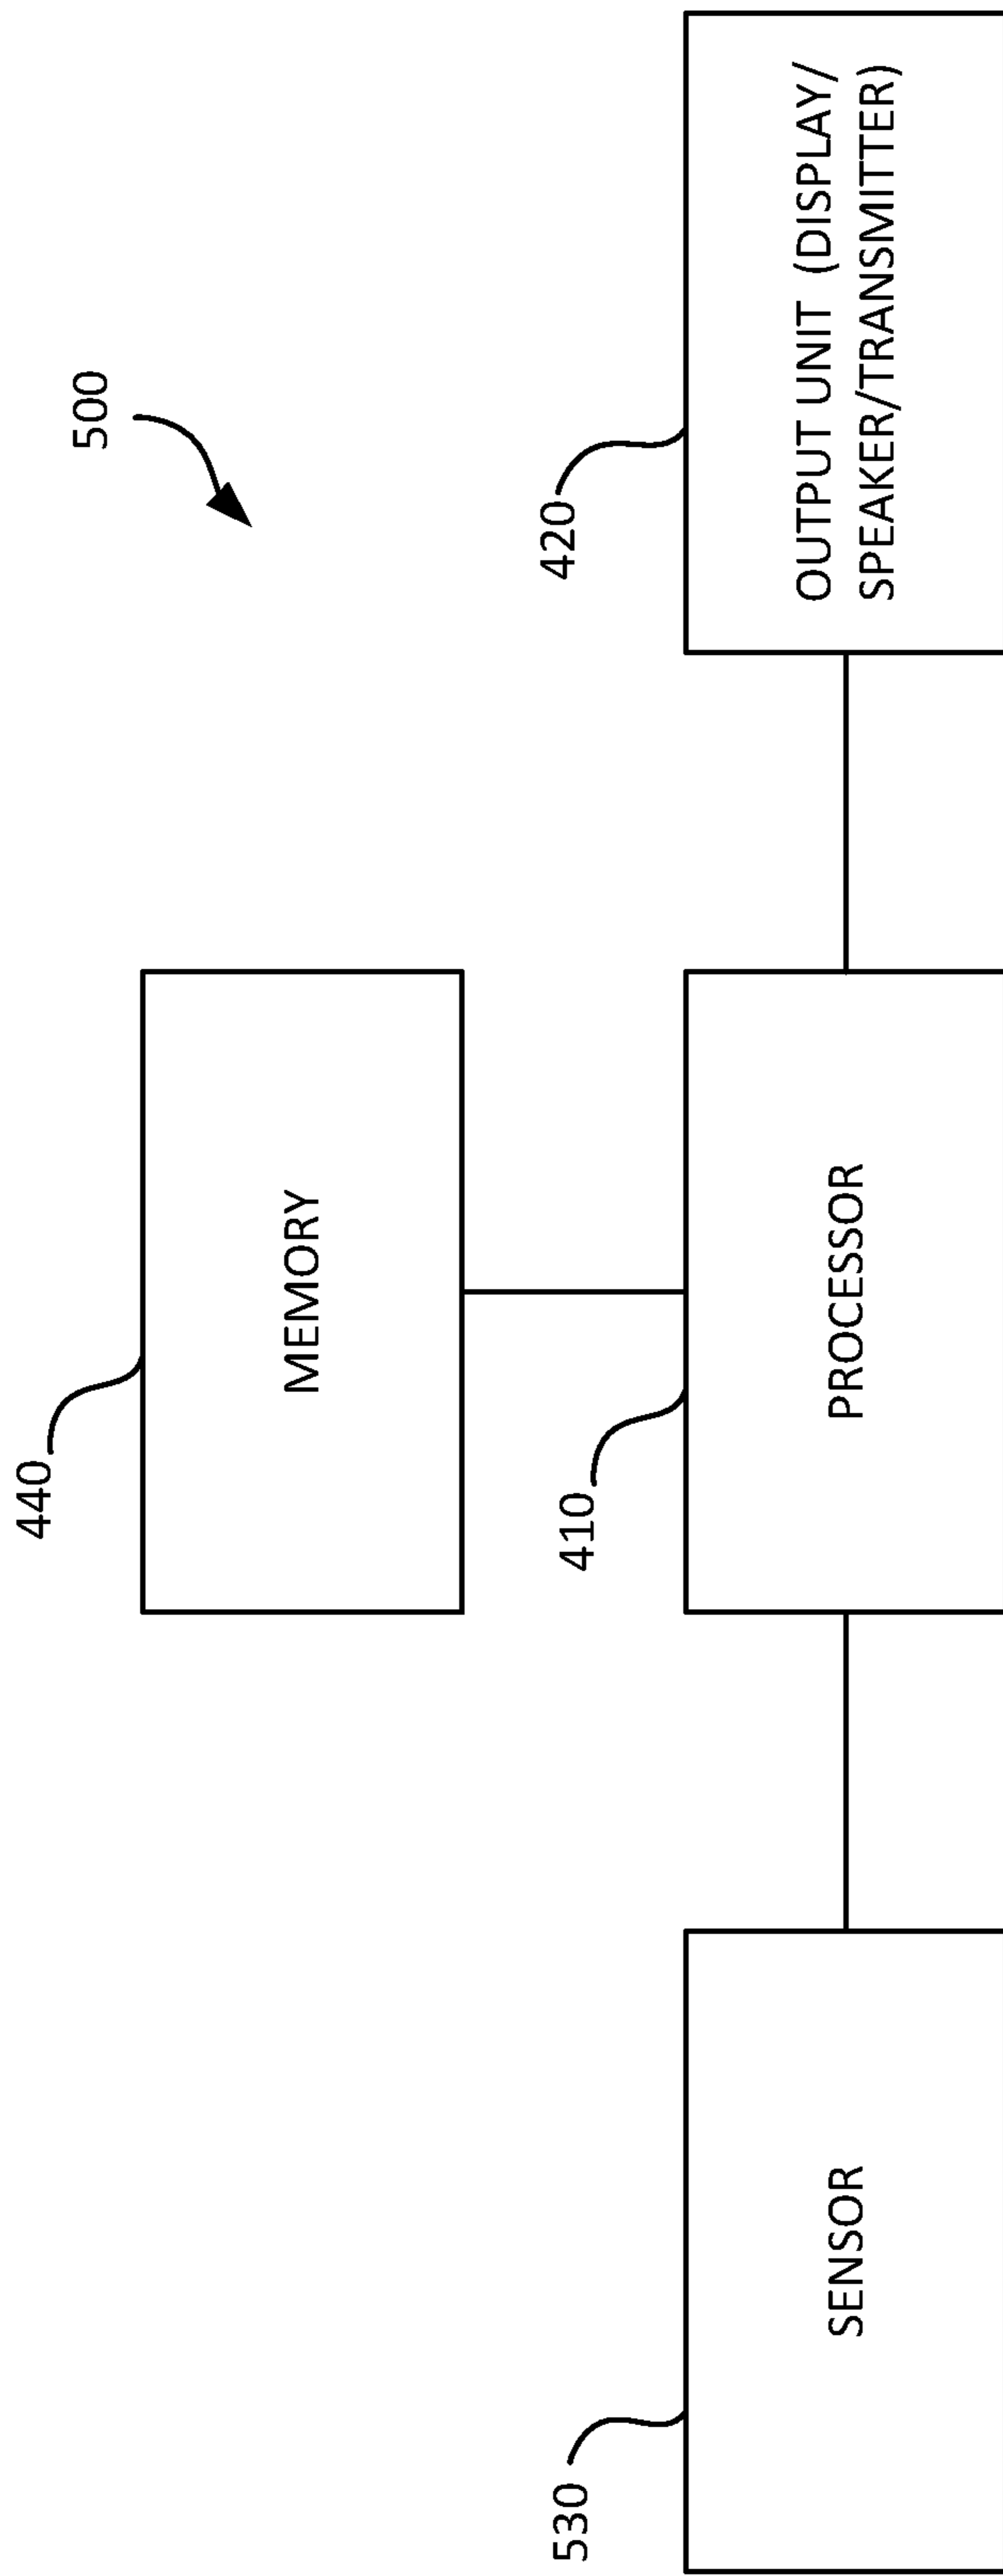 500
440
MEMORY
530
SENSOR
410
PROCESSOR
420
OUTPUT UNIT (DISPLAY/
SPEAKER/TRANSMITTER)